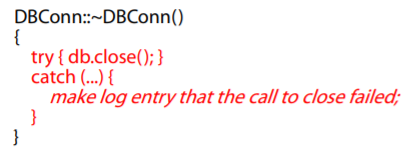 DBConn::~DBConn()
{
try { db.close(); }
catch (...) {
make log entry that the call to close failed;
}
}